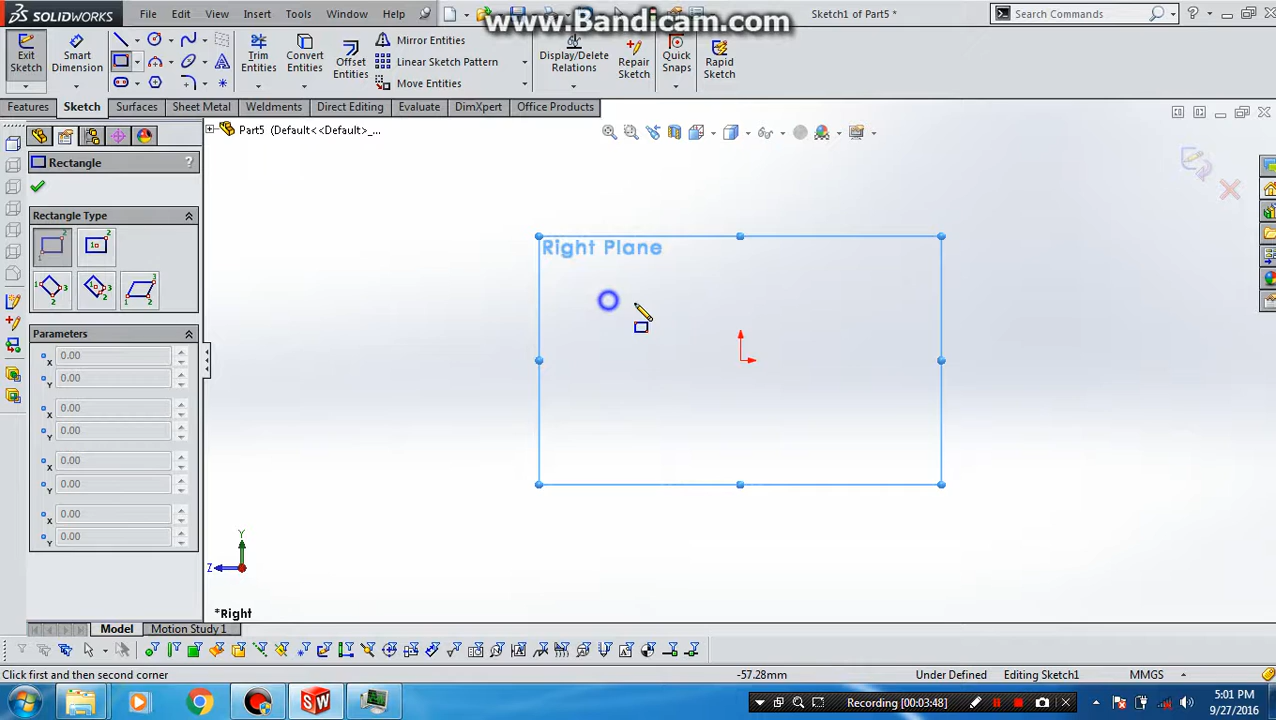 SOLIDWORKS File Edit View Insert Tools Window Help www.Bandicam.com Sketch1 of Part5 * Search Commands
Exit Sketch Smart Dimension Trim Entities Convert Entities Offset Entities Mirror Entities Linear Sketch Pattern Move Entities Display/Delete Relations Repair Sketch Quick Snaps Rapid Sketch
Features Sketch Surfaces Sheet Metal Weldments Direct Editing Evaluate DimXpert Office Products
Part5 (Default< <Default>_...
Rectangle ?
Rectangle Type
Right Plane
Parameters
X 0.00
Y 0.00
X 0.00
Y 0.00
X 0.00
Y 0.00
X 0.00
Y 0.00
Y
Z
*Right
Model Motion Study 1
Click first and then second corner -57.28mm Under Defined Editing Sketch1 MMGS
Recording [00:03:48] 5:01 PM
9/27/2016